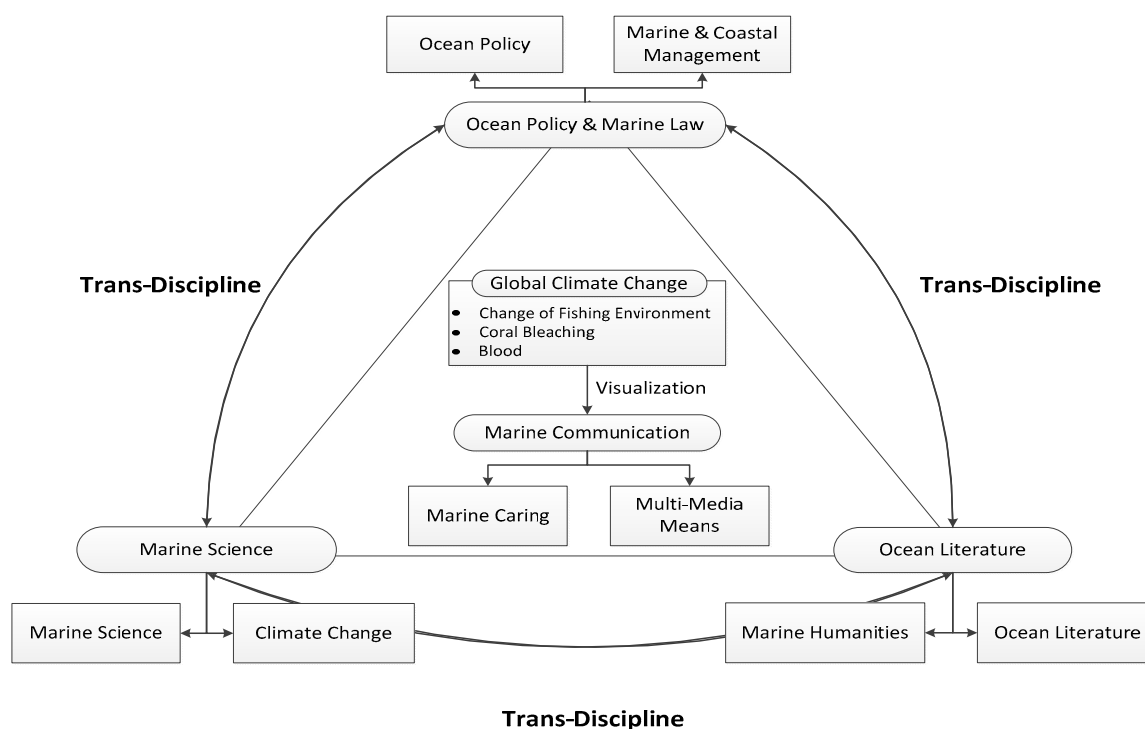 Ocean Policy
Marine & Coastal
Management
Ocean Policy & Marine Law
Trans-Discipline
Trans-Discipline
Global Climate Change
• Change of Fishing Environment
• Coral Bleaching
• Blood
Visualization
Marine Communication
Marine Caring
Multi-Media
Means
Marine Science
Ocean Literature
Marine Science
Climate Change
Marine Humanities
Ocean Literature
Trans-Discipline